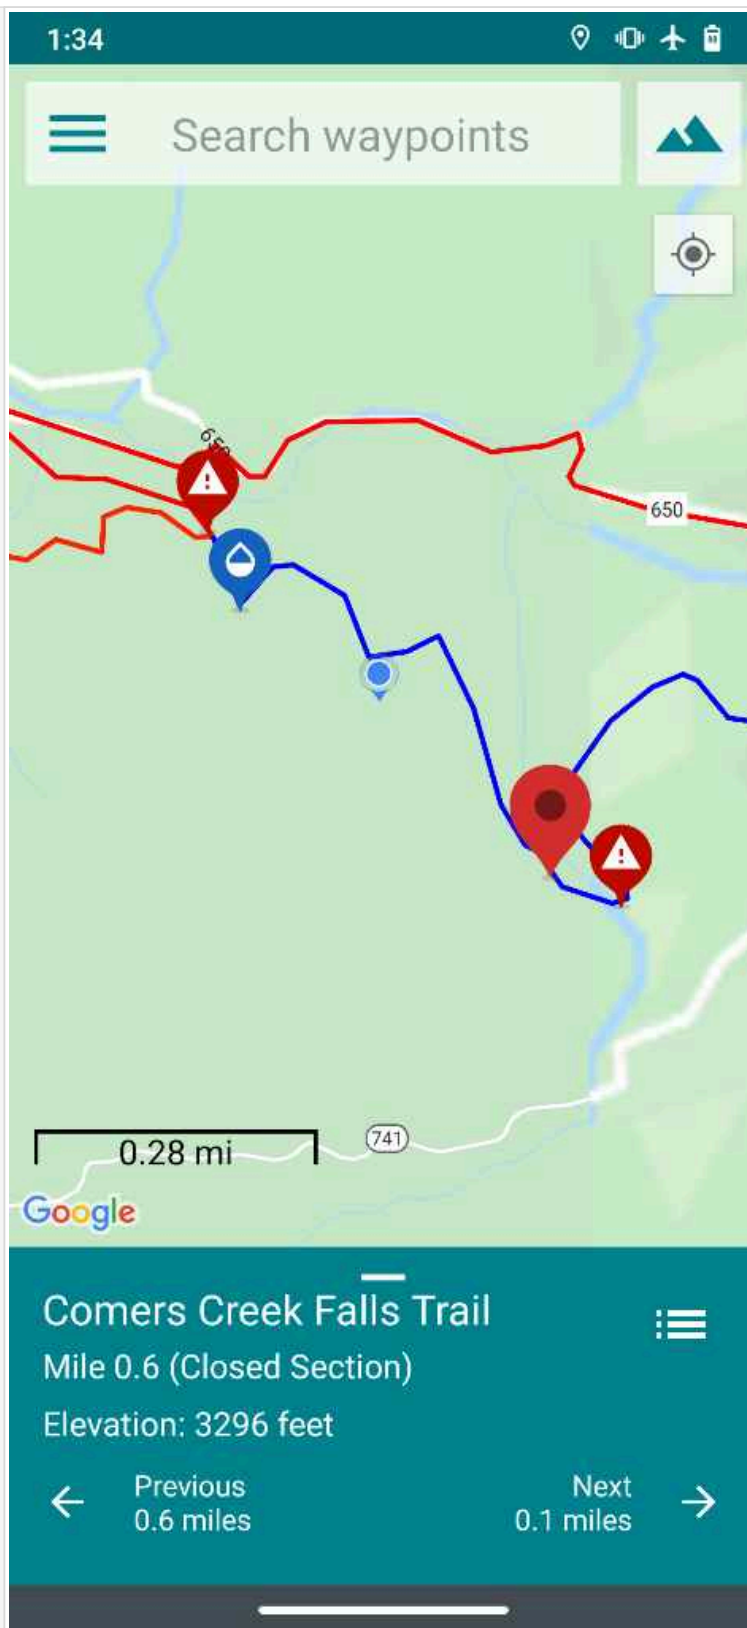 1:34
Search waypoints
650
650
0.28 mi
741
Google
Comers Creek Falls Trail
Mile 0.6 (Closed Section)
Elevation: 3296 feet
Previous
0.6 miles
Next
0.1 miles